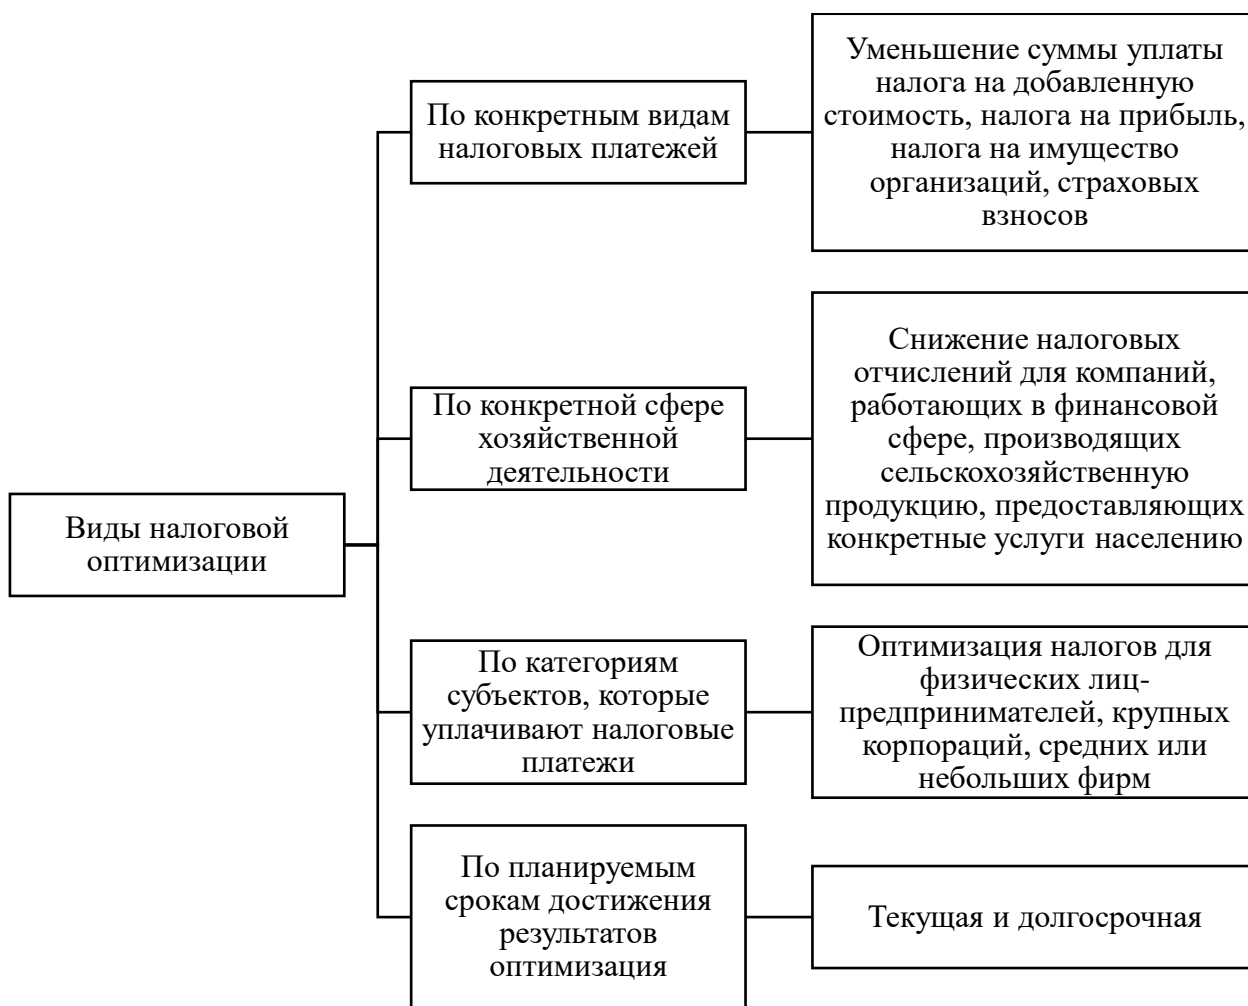 Виды налоговой
оптимизации
По конкретным видам
налоговых платежей
Уменьшение суммы уплаты
налога на добавленную
стоимость, налога на прибыль,
налога на имущество
организаций, страховых
взносов
По конкретной сфере
хозяйственной
деятельности
Снижение налоговых
отчислений для компаний,
работающих в финансовой
сфере, производящих
сельскохозяйственную
продукцию, предоставляющих
конкретные услуги населению
По категориям
субъектов, которые
уплачивают налоговые
платежи
Оптимизация налогов для
физических лиц-
предпринимателей, крупных
корпораций, средних или
небольших фирм
По планируемым
срокам достижения
результатов
оптимизация
Текущая и долгосрочная